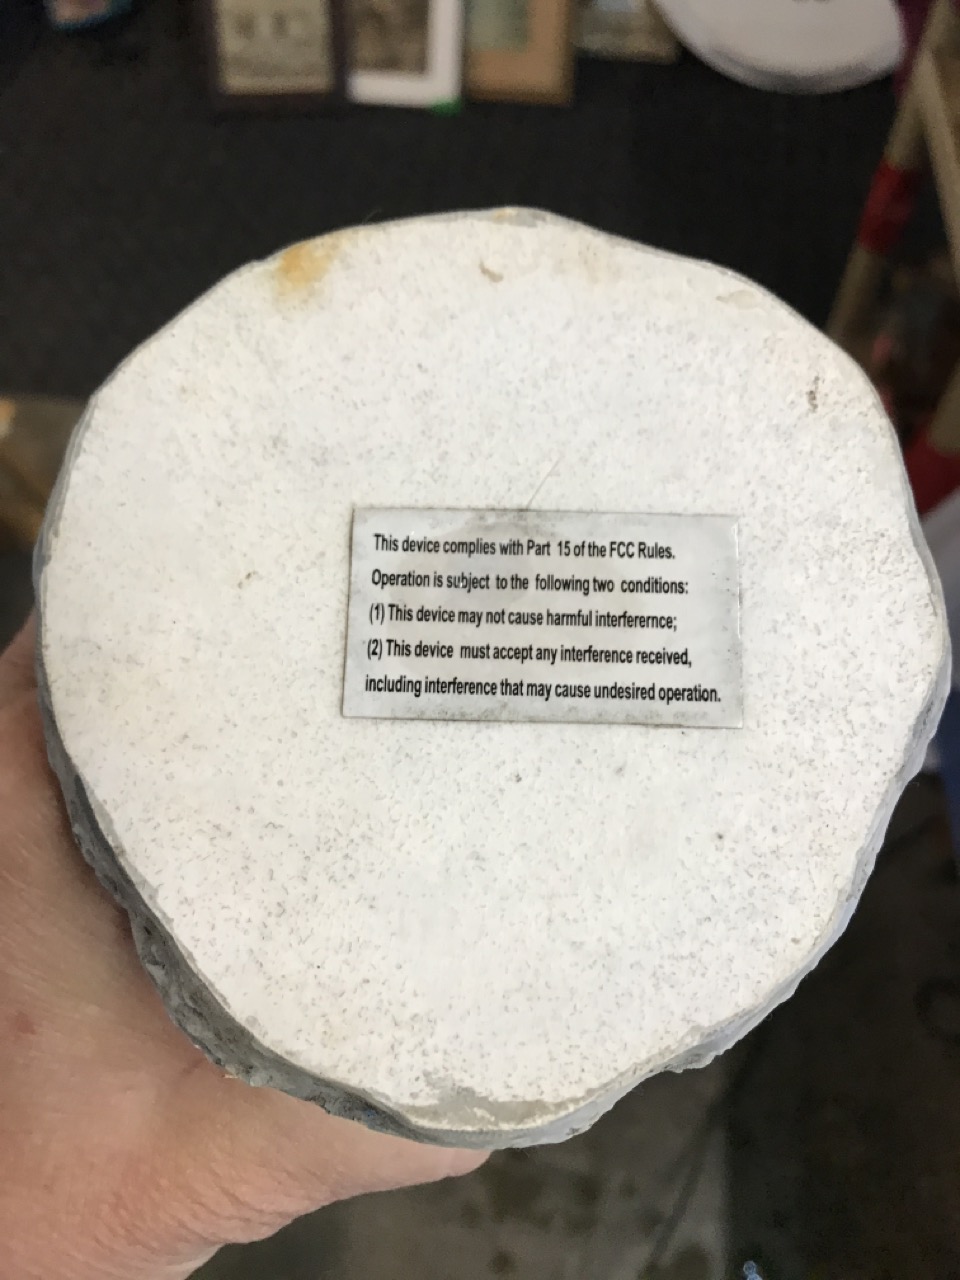 This device complies with Part 15 of the FCC Rules.
Operation is subject to the following two conditions:
(1) This device may not cause harmful interferernce;
(2) This device must accept any interference received,
including interference that may cause undesired operation.